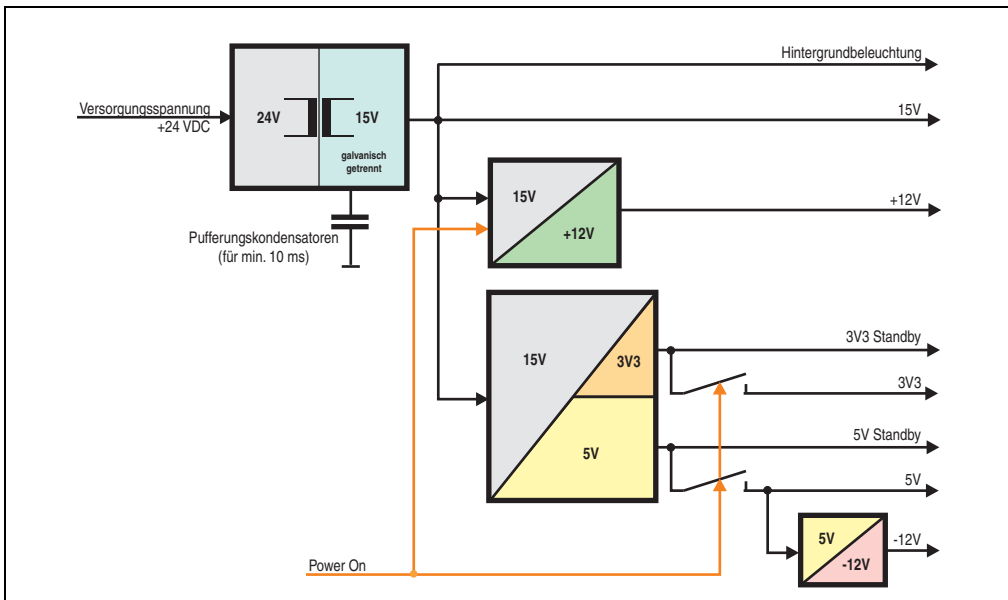 Hintergrundbeleuchtung
Versorgungsspannung
+24 VDC
24V
15V
galvanisch
getrennt
15V
Pufferungskondensatoren
(für min. 10 ms)
15V
+12V
+12V
15V
3V3
5V
3V3 Standby
3V3
5V Standby
5V
5V
-12V
-12V
Power On